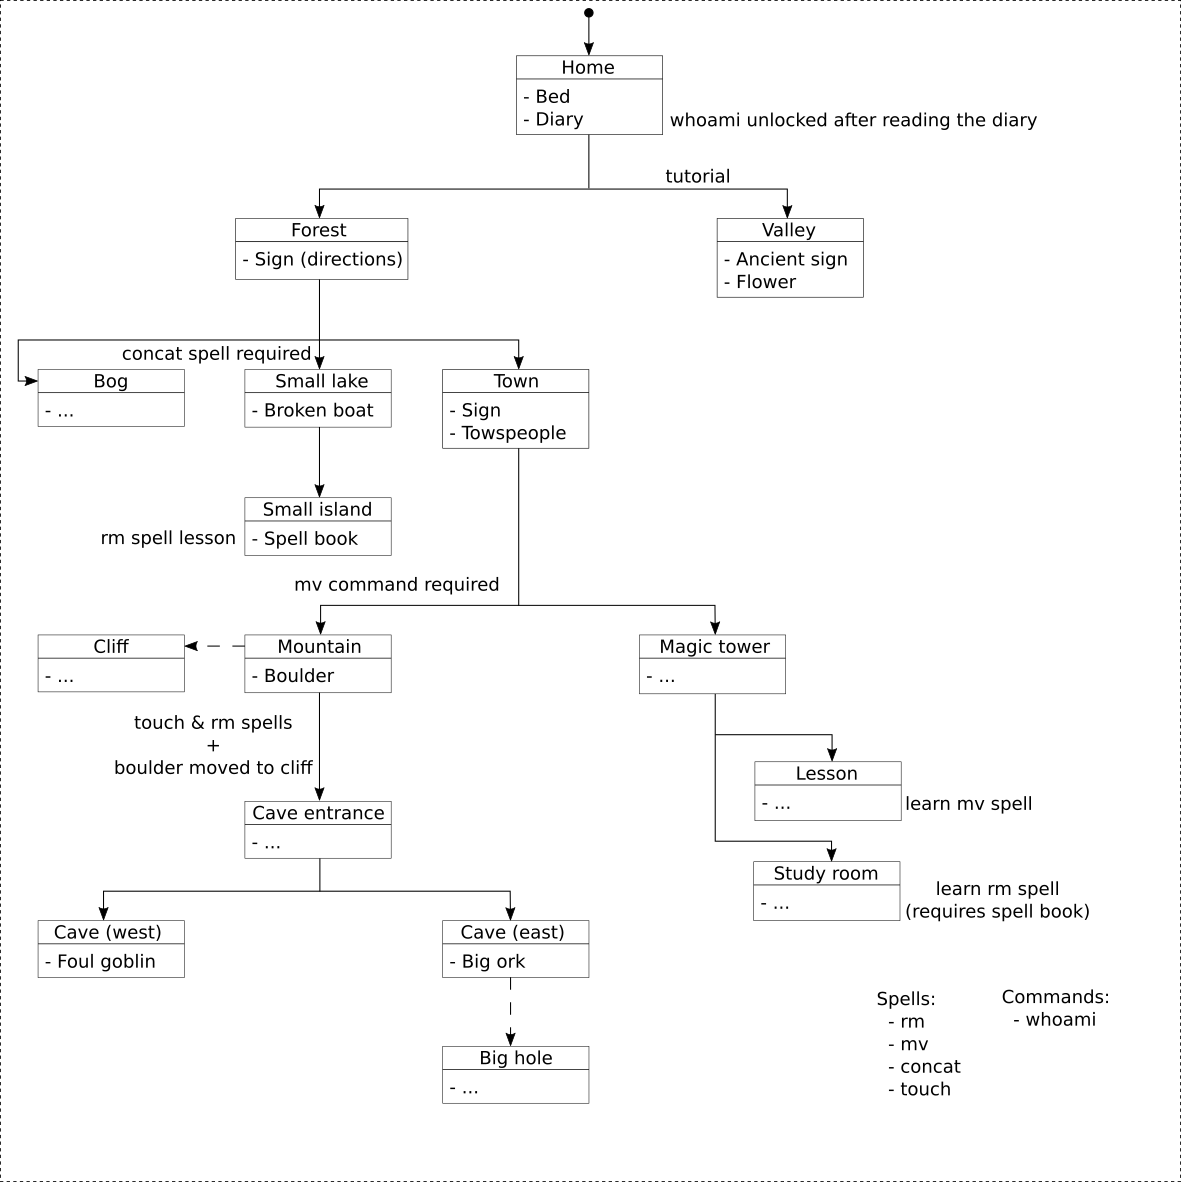 Home
- Bed
- Diary
whoami unlocked after reading the diary
tutorial
Forest
- Sign (directions)
Valley
- Ancient sign
- Flower
concat spell required
Bog
- ...
Small lake
- Broken boat
Town
- Sign
- Towspeople
Small island
- Spell book
rm spell lesson
mv command required
Cliff
- ...
Mountain
- Boulder
Magic tower
- ...
touch & rm spells
+
boulder moved to cliff
Lesson
- ...
learn mv spell
Cave entrance
- ...
Study room
- ...
learn rm spell
(requires spell book)
Cave (west)
- Foul goblin
Cave (east)
- Big ork
Big hole
- ...
Spells:
- rm
- mv
- concat
- touch
Commands:
- whoami